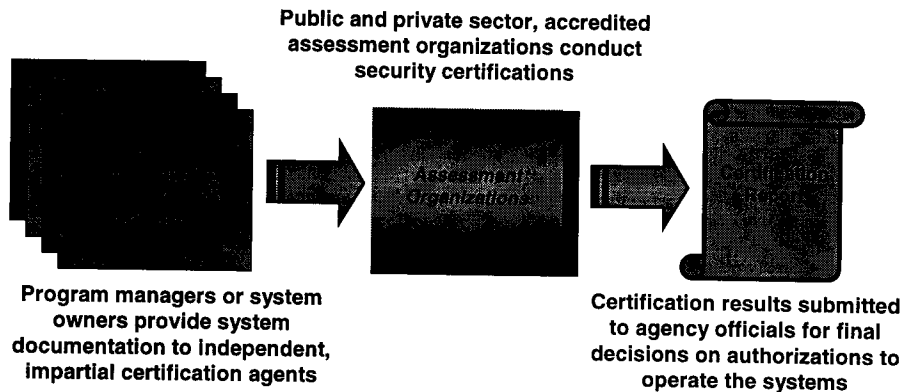 Public and private sector, accredited
assessment organizations conduct
security certifications
Assessment
Organizations
Certification
Report
Program managers or system
owners provide system
documentation to independent,
impartial certification agents
Certification results submitted
to agency officials for final
decisions on authorizations to
operate the systems